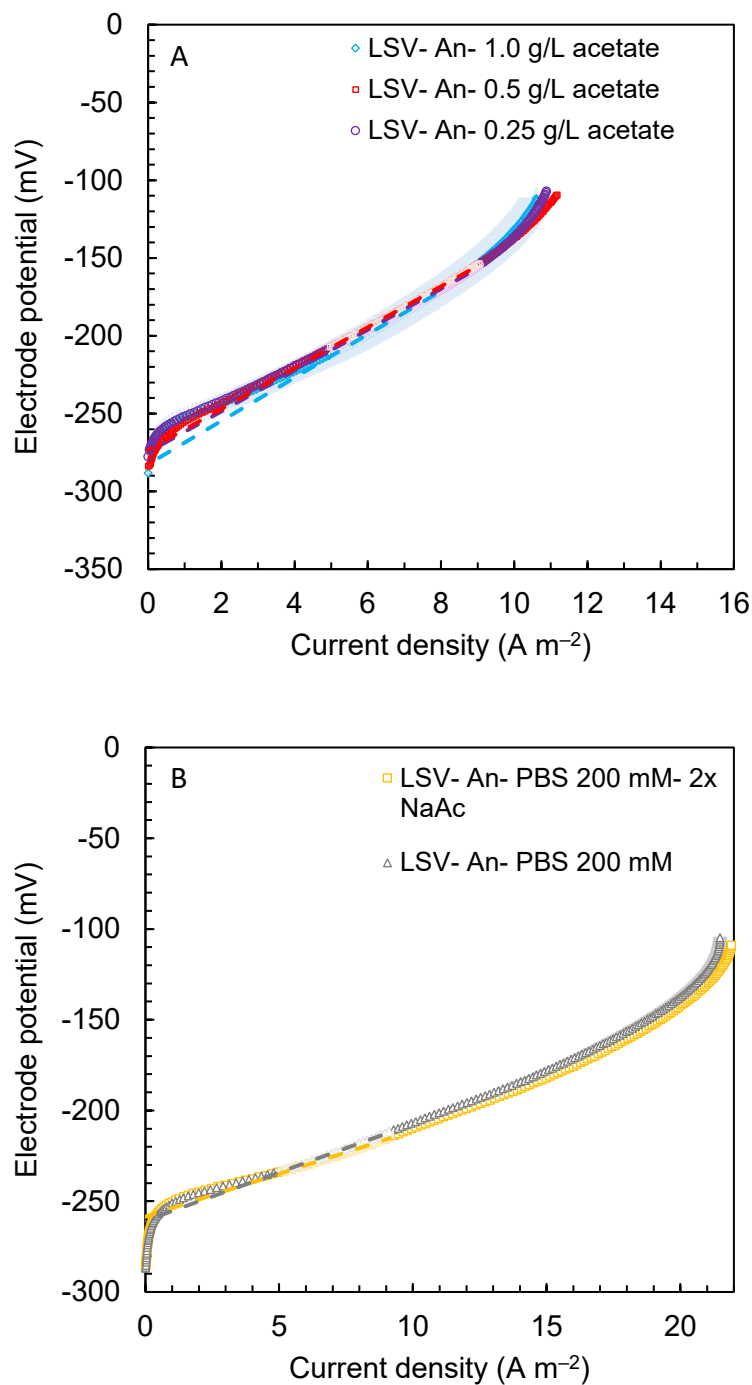 A
LSV- An- 1.0 g/L acetate
LSV- An- 0.5 g/L acetate
LSV- An- 0.25 g/L acetate
0
-50
-100
-150
-200
-250
-300
-350
Electrode potential (mV)
0 2 4 6 8 10 12 14 16
Current density (A m⁻²)
B
LSV- An- PBS 200 mM- 2x
NaAc
LSV- An- PBS 200 mM
0
-50
-100
-150
-200
-250
-300
Electrode potential (mV)
0 5 10 15 20
Current density (A m⁻²)